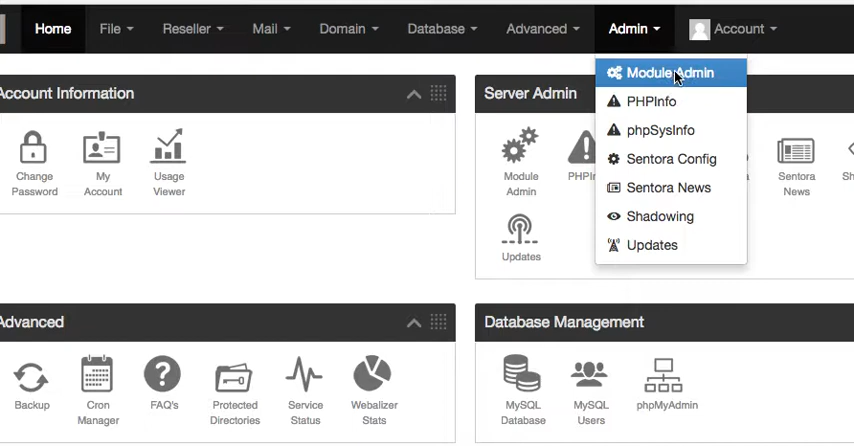 Home File Reseller Mail Domain Database Advanced Admin Account
Account Information
Change
Password
My
Account
Usage
Viewer
Server Admin
Module
Admin
PHPIn
Sentora
News
Sh
Updates
Module Admin
PHPInfo
phpSysInfo
Sentora Config
Sentora News
Shadowing
Updates
Advanced
Backup
Cron
Manager
FAQ's
Protected
Directories
Service
Status
Webalizer
Stats
Database Management
MySQL
Database
MySQL
Users
phpMyAdmin